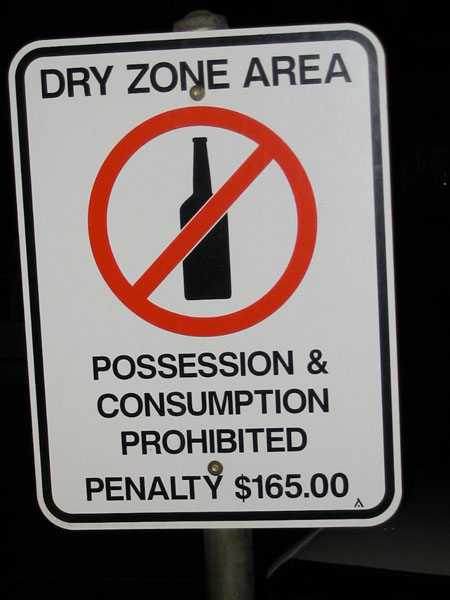 DRY ZONE AREA
POSSESSION &
CONSUMPTION
PROHIBITED
PENALTY $165.00